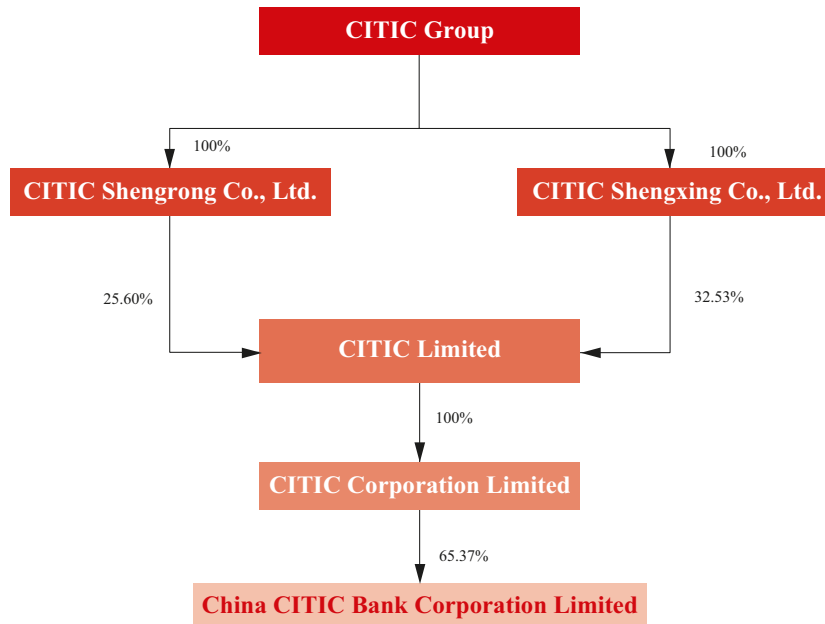 CITIC Group
100%
100%
CITIC Shengrong Co., Ltd.
CITIC Shengxing Co., Ltd.
25.60%
32.53%
CITIC Limited
100%
CITIC Corporation Limited
65.37%
China CITIC Bank Corporation Limited